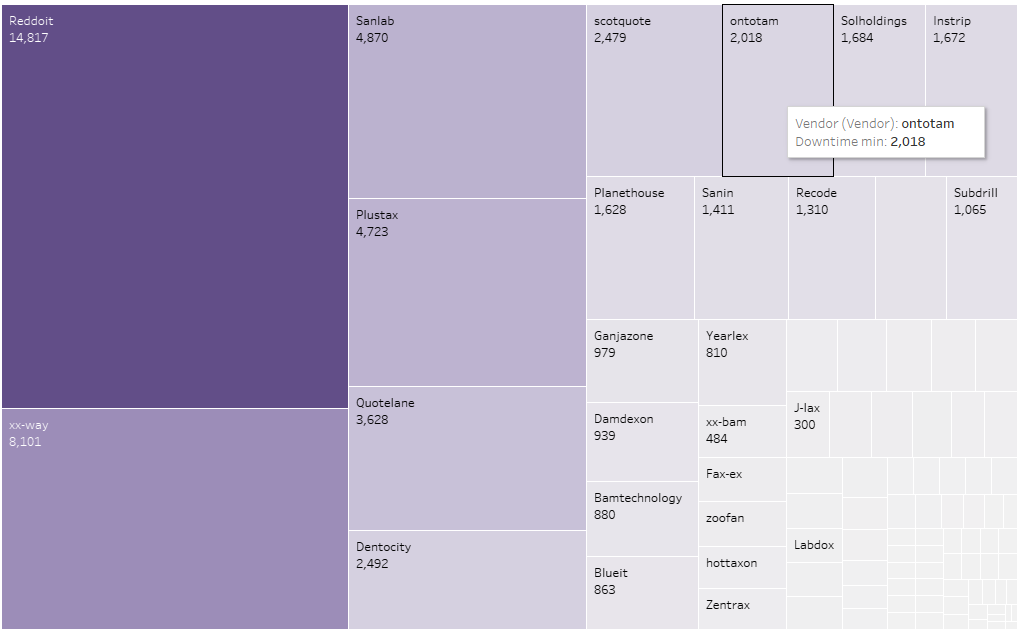 Reddoit
14,817
xx-way
8,101
Sanlab
4,870
Plustax
4,723
Quotelane
3,628
Dentocity
2,492
scotquote
2,479
ontotam
2,018
Solholdings
1,684
Instrip
1,672
Vendor (Vendor): ontotam
Downtime min: 2,018
Planethouse
1,628
Sanin
1,411
Recode
1,310
Subdrill
1,065
Ganjazone
979
Damdexon
939
Bamtechnology
880
Blueit
863
Yearlex
810
xx-bam
484
Fax-ex
zoofan
hottaxon
Zentrax
J-lax
300
Labdox